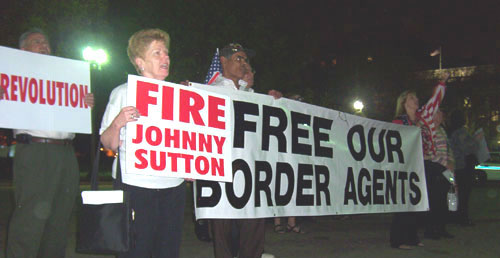 REVOLUTION
FIRE
JOHNNY
SUTTON
FREE OUR
BORDER AGENTS